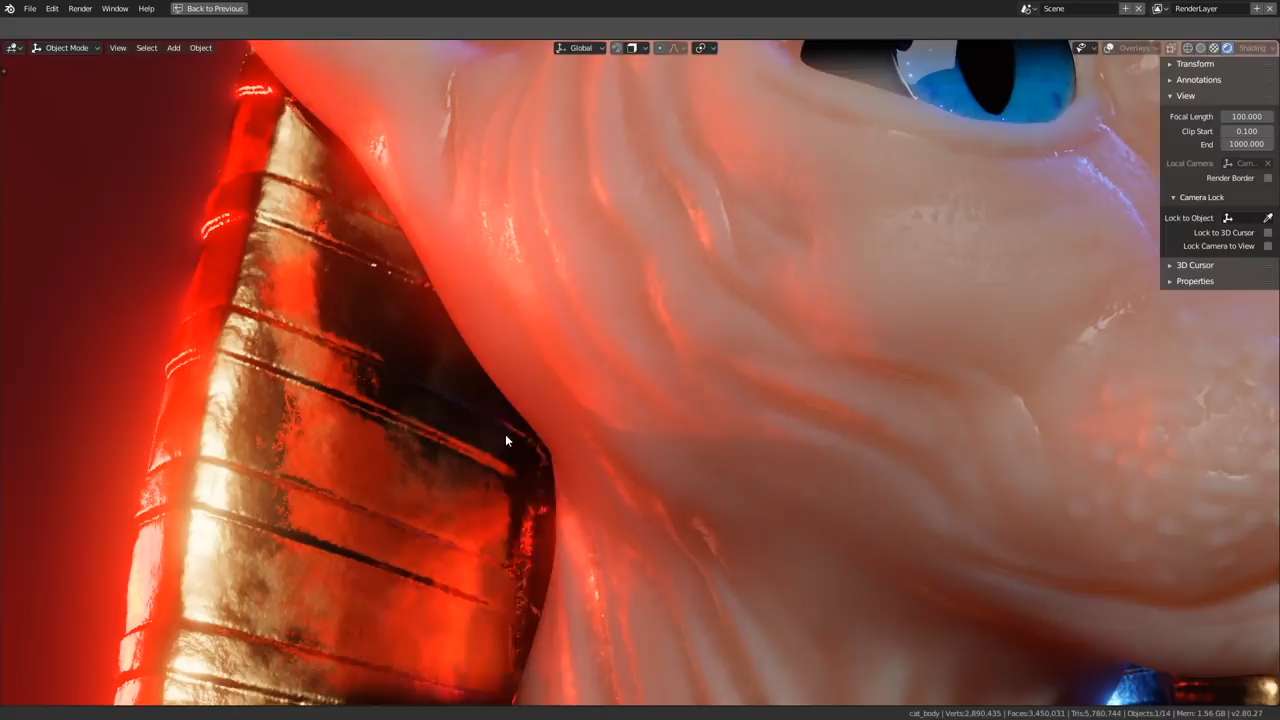 File Edit Render Window Help Back to Previous Scene RenderLayer
Object Mode View Select Add Object Global Overlays Shading
Transform
Annotations
View
Focal Length 100.000
Clip Start 0.100
End 1000.000
Local Camera Cam..
Render Border
Camera Lock
Lock to Object
Lock to 3D Cursor
Lock Camera to View
3D Cursor
Properties
cat_body | Verts:2,890,435 | Faces:3,450,031 | Tris:5,780,744 | Objects:1/14 | Mem: 1.56 GB | v2.80.27